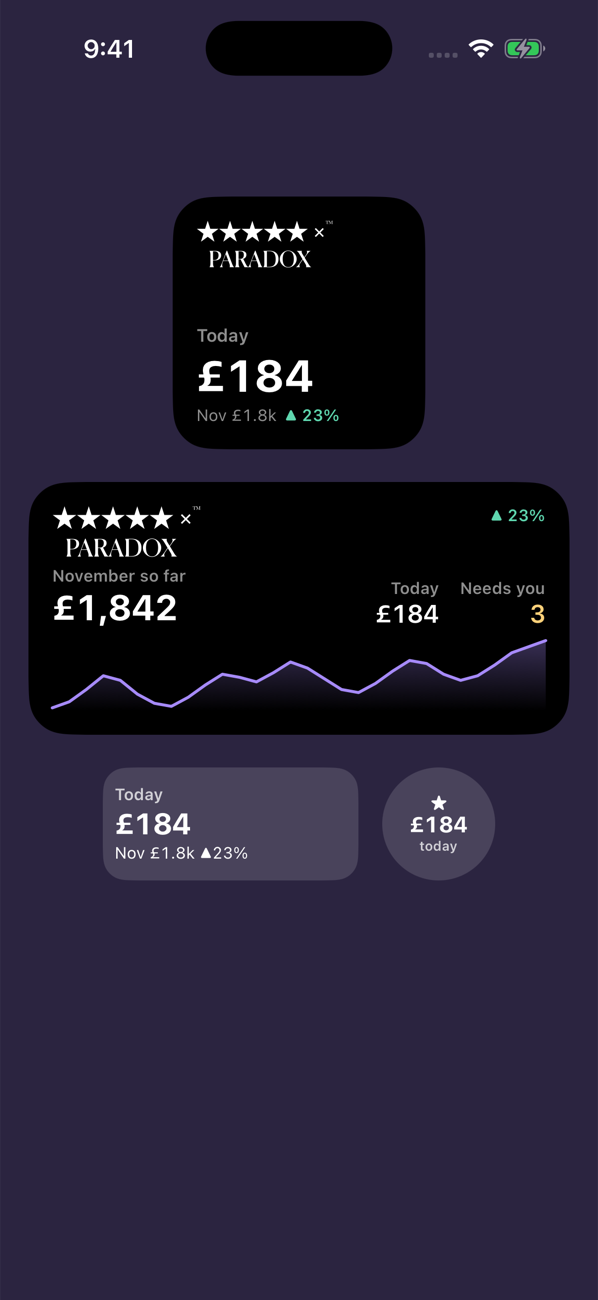 9:41
★★★★★ ×™
PARADOX
Today
£184
Nov £1.8k ▲ 23%
★★★★★ ×™
PARADOX
▲ 23%
November so far
£1,842
Today
£184
Needs you
3
Today
£184
Nov £1.8k ▲23%
★
£184
today